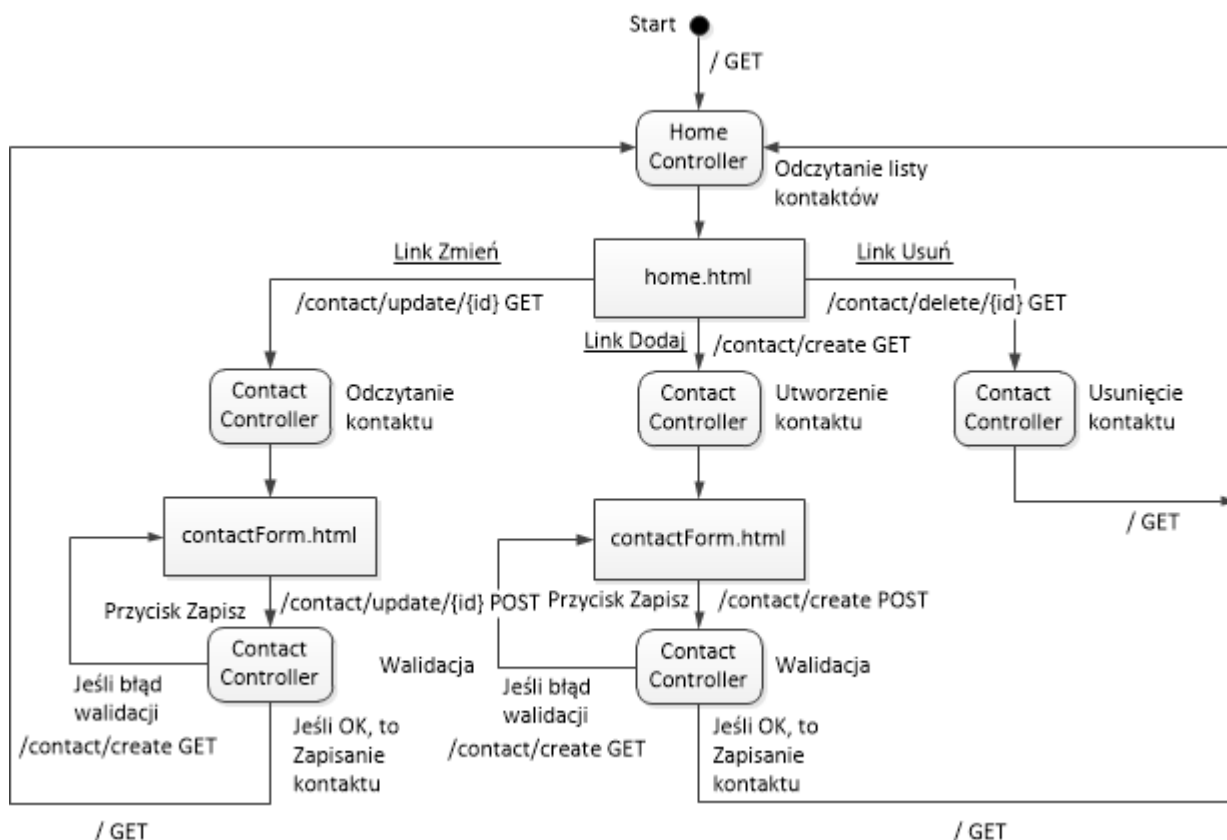 Start
/ GET
Home
Controller
Odczytanie listy
kontaktów
Link Zmień
Link Usuń
home.html
/contact/update/{id} GET
/contact/delete/{id} GET
Link Dodaj
/contact/create GET
Contact
Controller
Odczytanie
kontaktu
Contact
Controller
Utworzenie
kontaktu
Contact
Controller
Usunięcie
kontaktu
contactForm.html
contactForm.html
/ GET
Przycisk Zapisz
/contact/update/{id} POST
Przycisk Zapisz
/contact/create POST
Contact
Controller
Walidacja
Contact
Controller
Walidacja
Jeśli błąd
walidacji
/contact/create GET
Jeśli OK, to
Zapisanie
kontaktu
Jeśli błąd
walidacji
/contact/create GET
Jeśli OK, to
Zapisanie
kontaktu
/ GET
/ GET